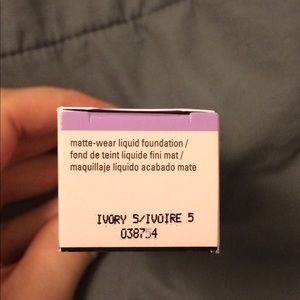 matte-wear liquid foundation/
fond de teint liquide fini mat/
maquillaje líquido acabado mate
IVORY 5/IVOIRE 5
038754